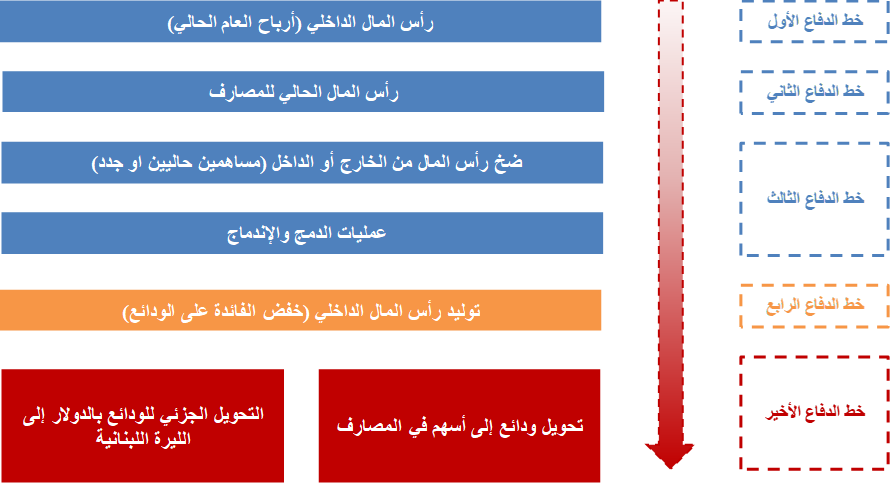 خط الدفاع الأول
رأس المال الداخلي (أرباح العام الحالي)
خط الدفاع الثاني
رأس المال الحالي للمصارف
خط الدفاع الثالث
ضخ رأس المال من الخارج أو الداخل (مساهمين حاليين او جدد)
عمليات الدمج والإندماج
خط الدفاع الرابع
توليد رأس المال الداخلي (خفض الفائدة على الودائع)
خط الدفاع الأخير
تحويل ودائع إلى أسهم في المصارف
التحويل الجزئي للودائع بالدولار إلى
الليرة اللبنانية